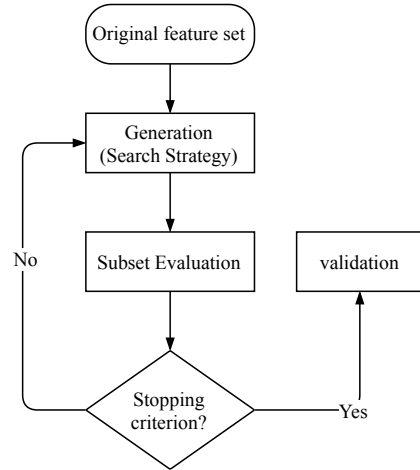 Original feature set
Generation
(Search Strategy)
No
Subset Evaluation
validation
Stopping
criterion?
Yes